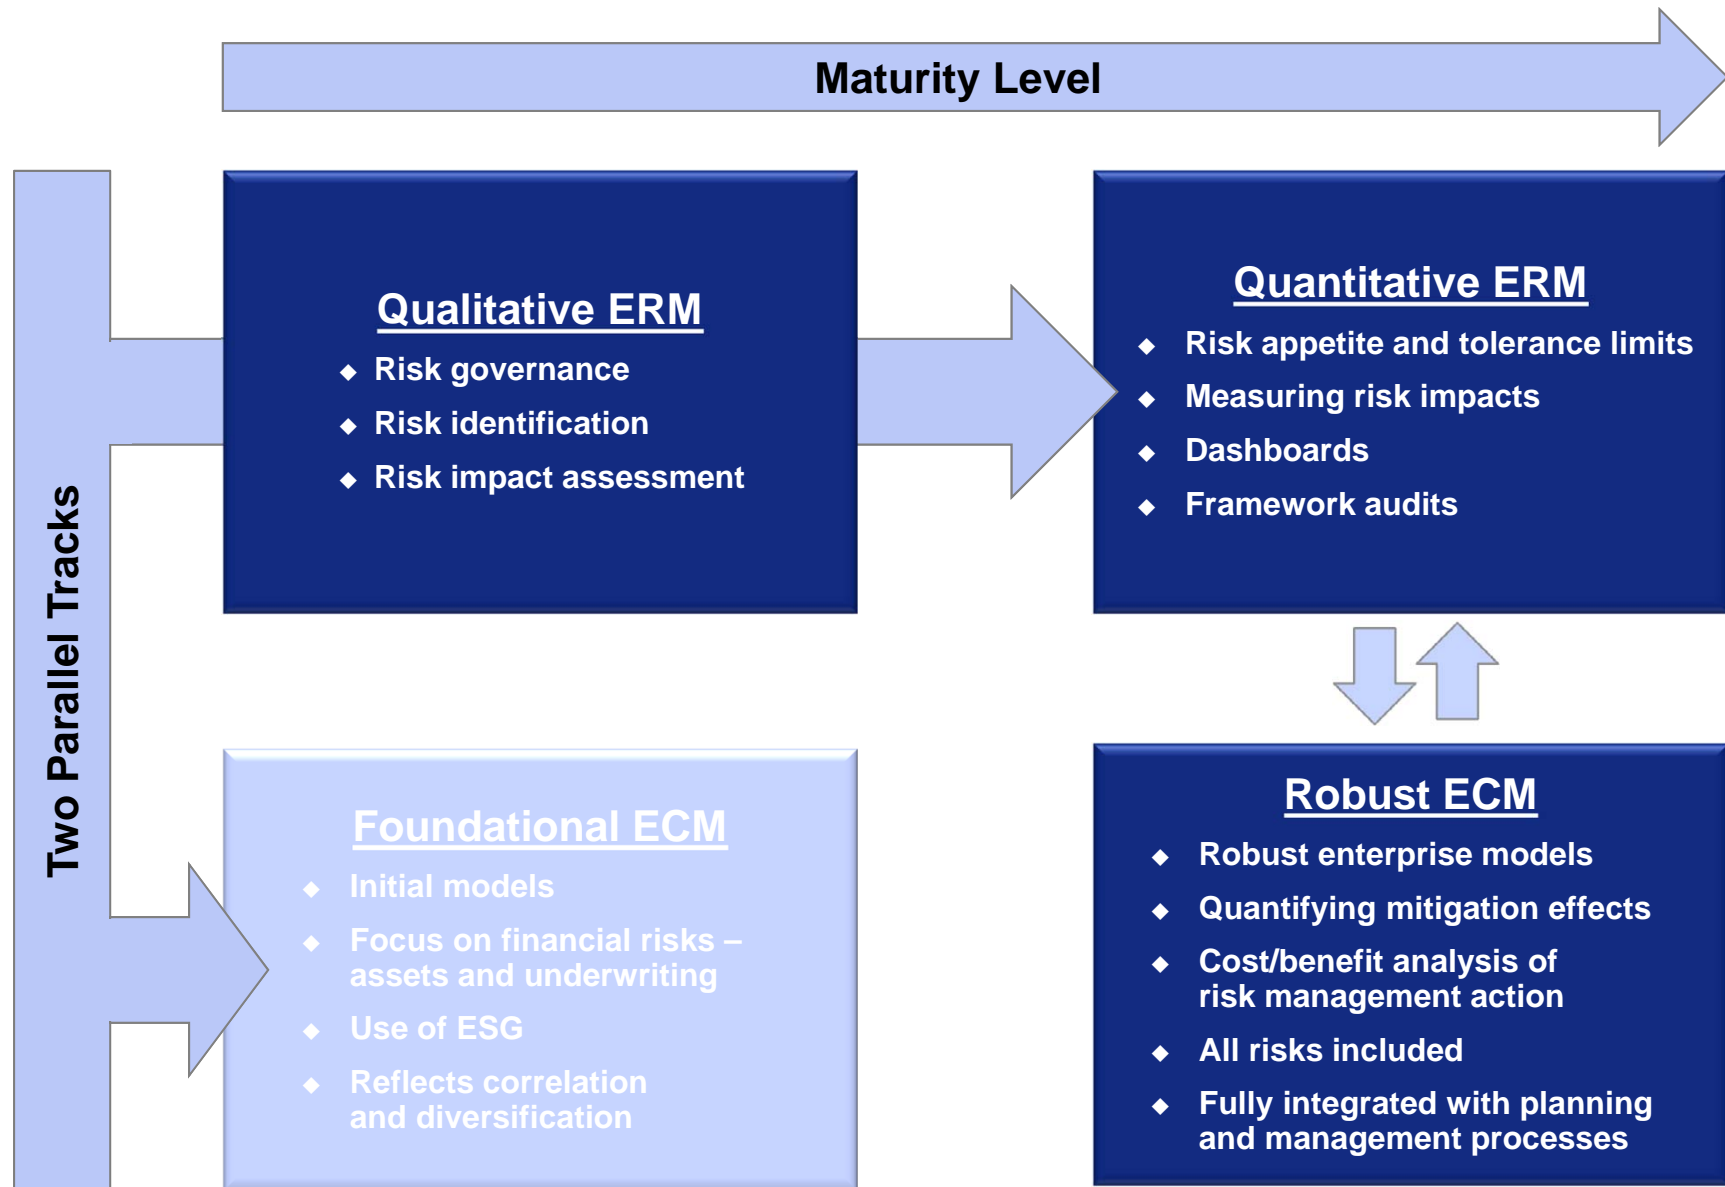 Maturity Level
Two Parallel Tracks
Qualitative ERM
◆ Risk governance
◆ Risk identification
◆ Risk impact assessment
Quantitative ERM
◆ Risk appetite and tolerance limits
◆ Measuring risk impacts
◆ Dashboards
◆ Framework audits
Foundational ECM
◆ Initial models
◆ Focus on financial risks –
assets and underwriting
◆ Use of ESG
◆ Reflects correlation
and diversification
Robust ECM
◆ Robust enterprise models
◆ Quantifying mitigation effects
◆ Cost/benefit analysis of
risk management action
◆ All risks included
◆ Fully integrated with planning
and management processes